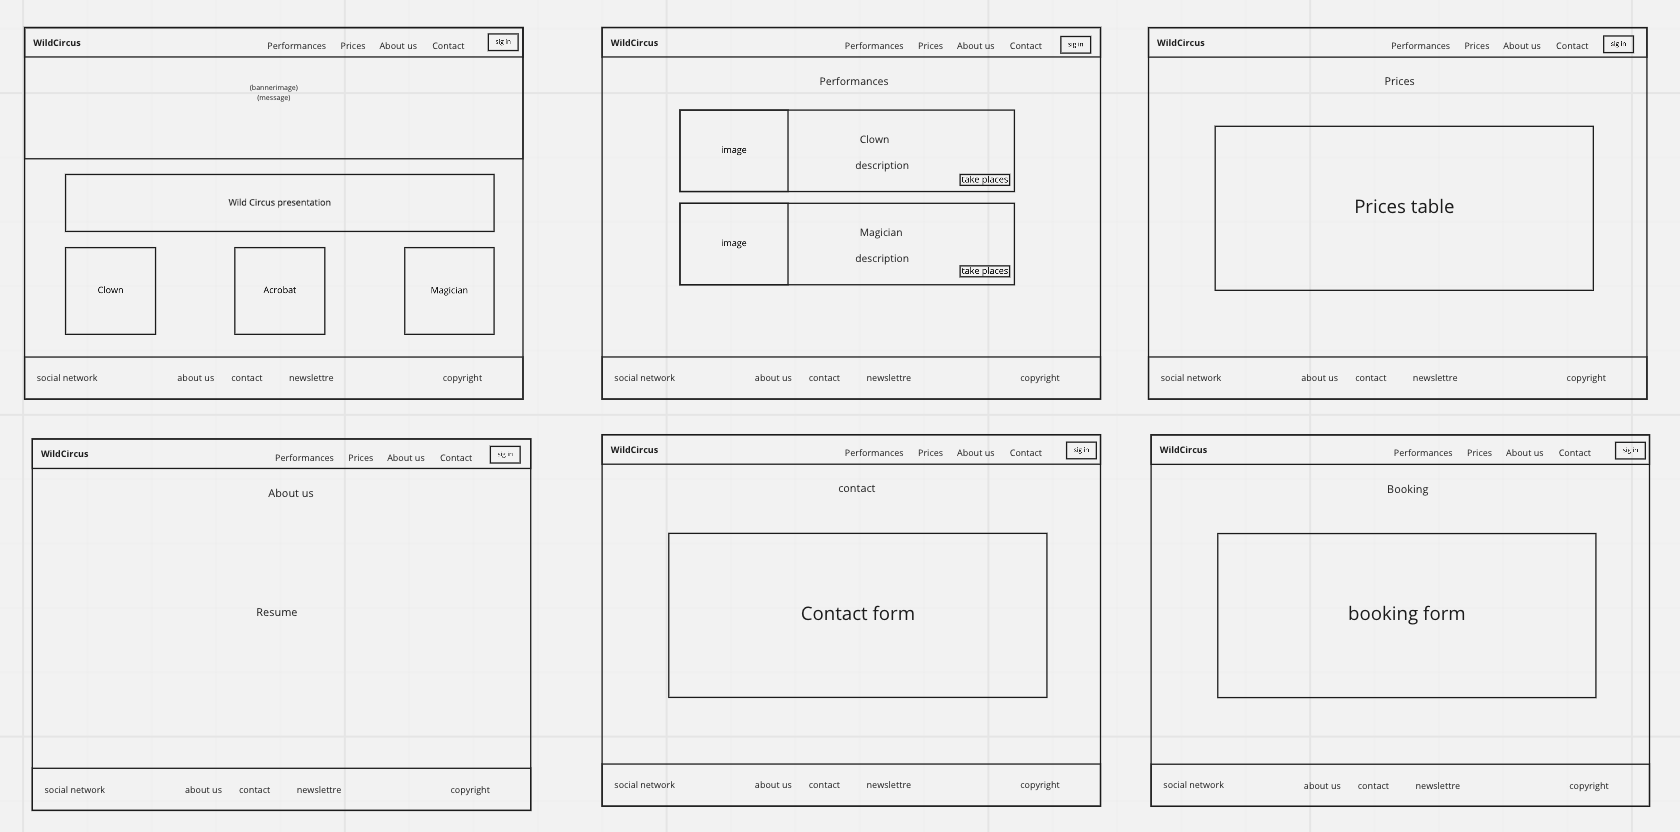 WildCircus
Performances Prices About us Contact sig in
(bannerimage)
(message)
Wild Circus presentation
Clown Acrobat Magician
social network about us contact newslettre copyright
WildCircus
Performances Prices About us Contact sig in
Performances
image
Clown
description
take places
image
Magician
description
take places
social network about us contact newslettre copyright
WildCircus
Performances Prices About us Contact sig in
Prices
Prices table
social network about us contact newslettre copyright
WildCircus
Performances Prices About us Contact sig in
About us
Resume
social network about us contact newslettre copyright
WildCircus
Performances Prices About us Contact sig in
contact
Contact form
social network about us contact newslettre copyright
WildCircus
Performances Prices About us Contact sig in
Booking
booking form
social network about us contact newslettre copyright